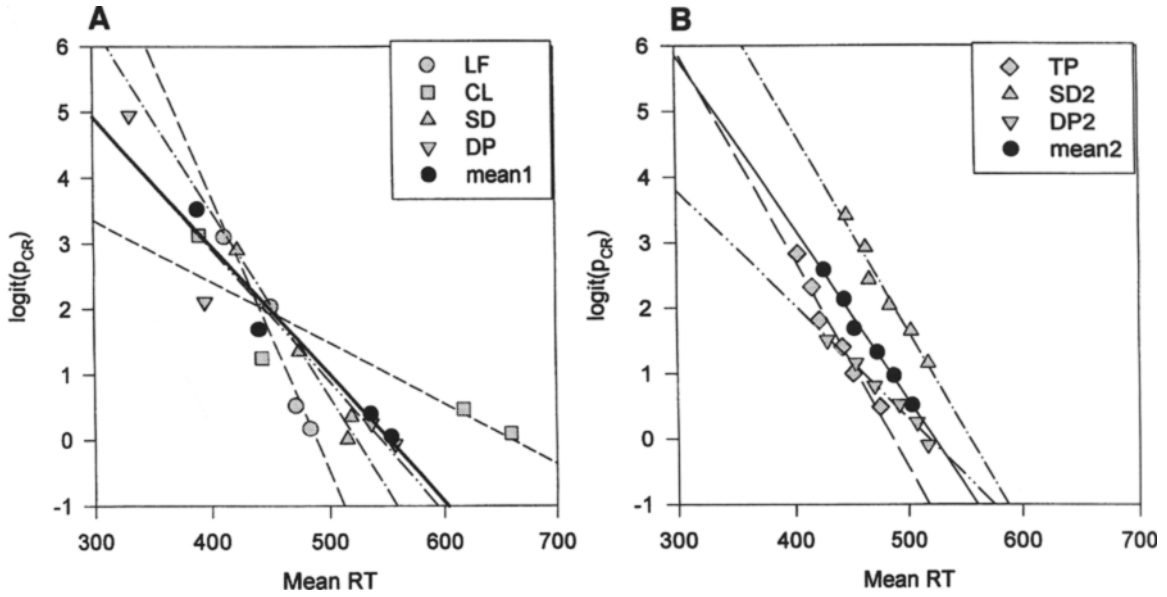 A
6
5
4
3
2
1
0
-1
logit(pCR)
300 400 500 600 700
Mean RT
LF
CL
SD
DP
mean1
B
6
5
4
3
2
1
0
-1
logit(pCR)
300 400 500 600 700
Mean RT
TP
SD2
DP2
mean2